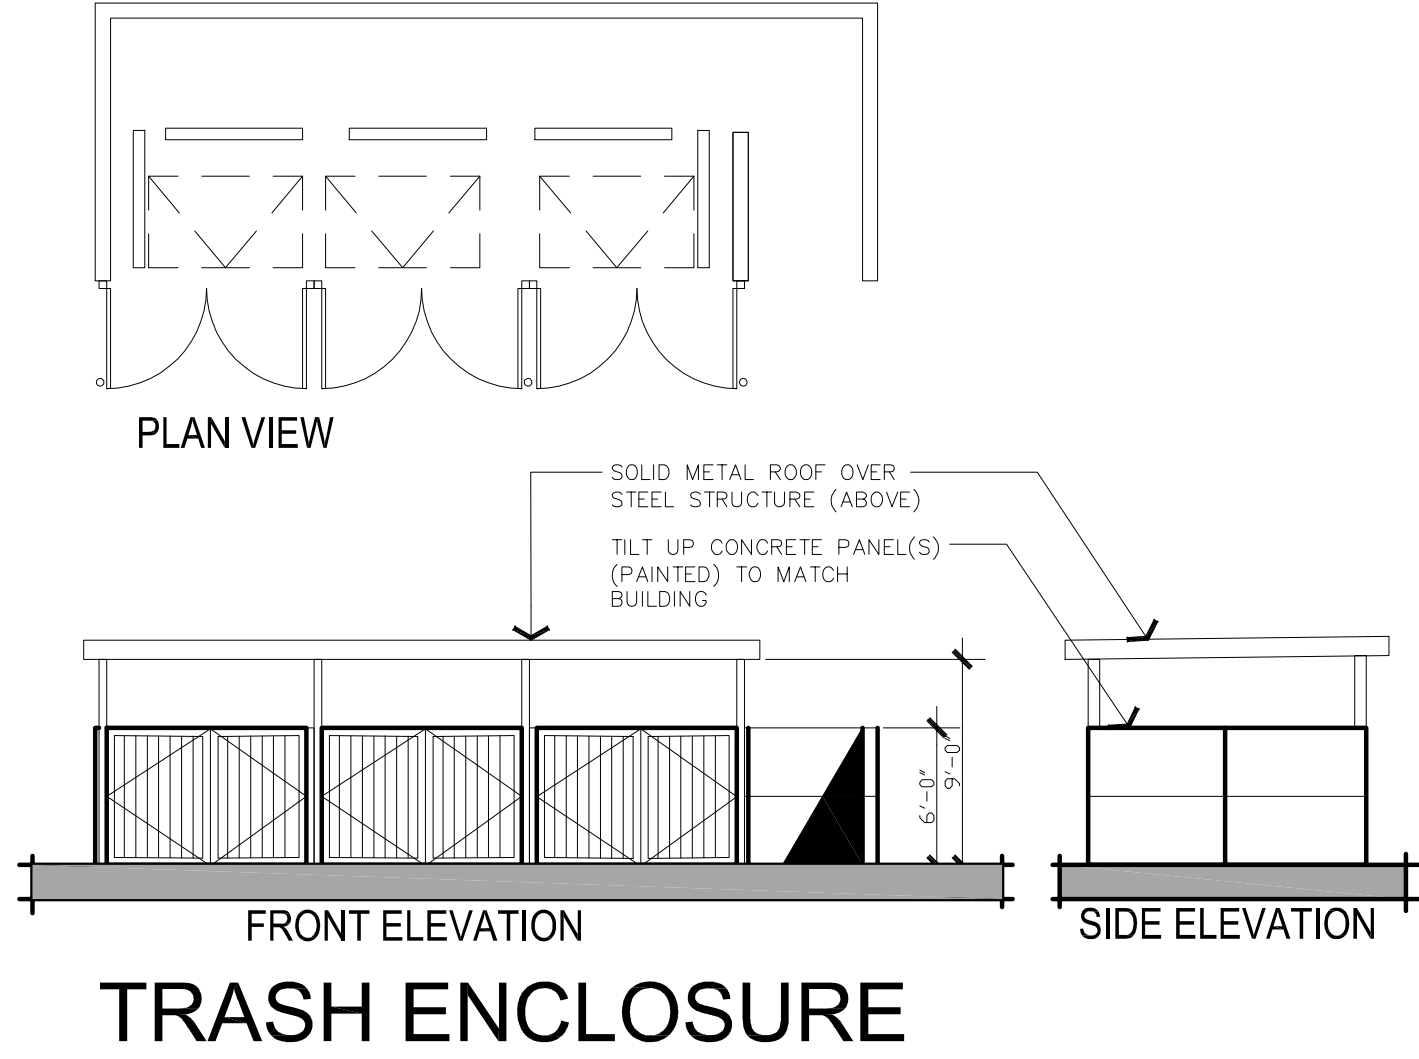 PLAN VIEW
SOLID METAL ROOF OVER
STEEL STRUCTURE (ABOVE)
TILT UP CONCRETE PANEL(S)
(PAINTED) TO MATCH
BUILDING
6'-0"
9'-0"
FRONT ELEVATION
SIDE ELEVATION
TRASH ENCLOSURE